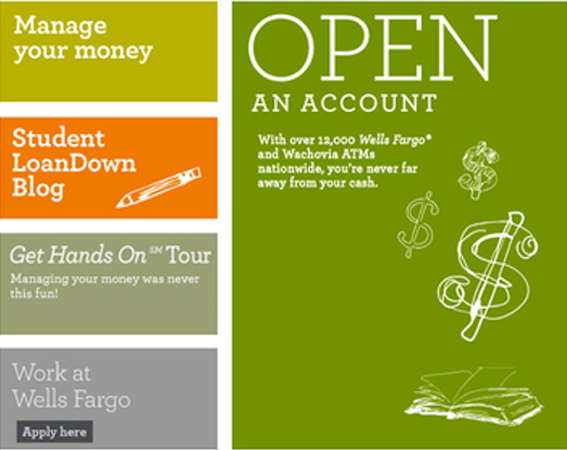 Manage
your money
Student
LoanDown
Blog
Get Hands On℠ Tour
Managing your money was never
this fun!
Work at
Wells Fargo
Apply here
OPEN
AN ACCOUNT
With over 12,000 Wells Fargo®
and Wachovia ATMs
nationwide, you're never far
away from your cash.